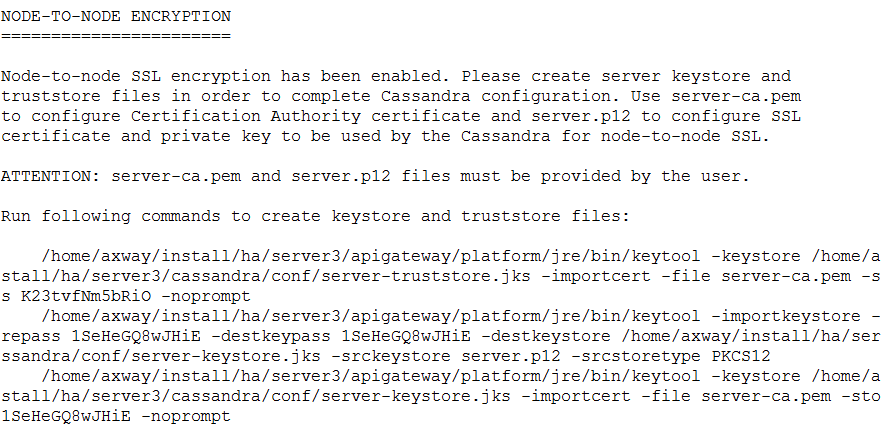 NODE-TO-NODE ENCRYPTION
=======================
Node-to-node SSL encryption has been enabled. Please create server keystore and
truststore files in order to complete Cassandra configuration. Use server-ca.pem
to configure Certification Authority certificate and server.p12 to configure SSL
certificate and private key to be used by the Cassandra for node-to-node SSL.
ATTENTION: server-ca.pem and server.p12 files must be provided by the user.
Run following commands to create keystore and truststore files:
/home/axway/install/ha/server3/apigateway/platform/jre/bin/keytool -keystore /home/a
stall/ha/server3/cassandra/conf/server-truststore.jks -importcert -file server-ca.pem -s
s K23tvfNm5bRiO -noprompt
/home/axway/install/ha/server3/apigateway/platform/jre/bin/keytool -importkeystore -
repass 1SeHeGQ8wJHiE -destkeypass 1SeHeGQ8wJHiE -destkeystore /home/axway/install/ha/ser
ssandra/conf/server-keystore.jks -srckeystore server.p12 -srcstoretype PKCS12
/home/axway/install/ha/server3/apigateway/platform/jre/bin/keytool -keystore /home/a
stall/ha/server3/cassandra/conf/server-keystore.jks -importcert -file server-ca.pem -sto
1SeHeGQ8wJHiE -noprompt